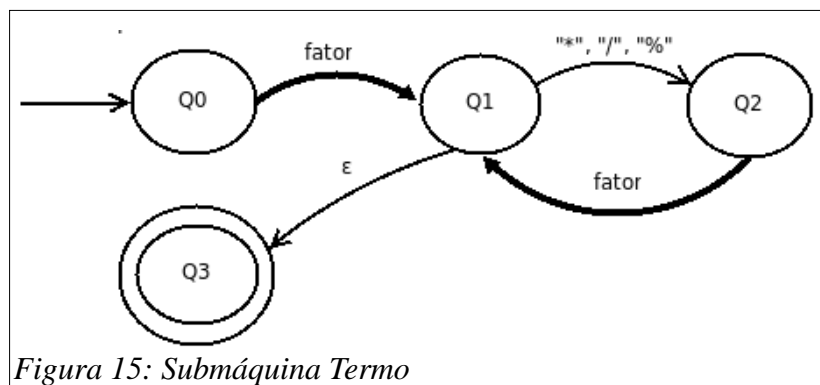 fator
"*", "/", "%"
Q0
Q1
Q2
ε
fator
Q3
Figura 15: Submáquina Termo